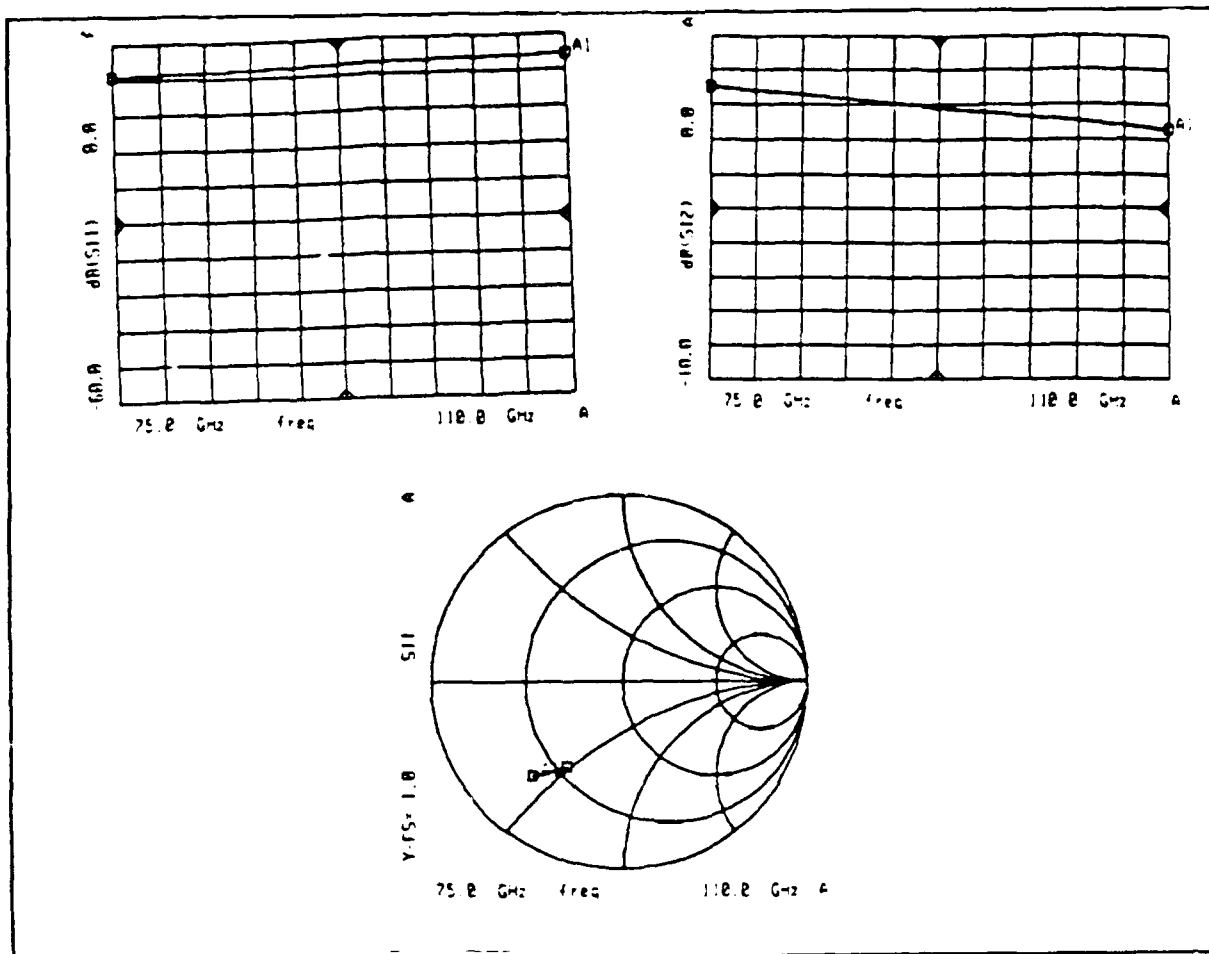 A1
0.0
dB(S11)
-60.0
75.0 GHz freq 110.0 GHz A
A
A1
0.0
dB(S12)
-10.0
75.0 GHz freq 110.0 GHz A
A
S11
Y-FS= 1.0
75.0 GHz freq 110.0 GHz A